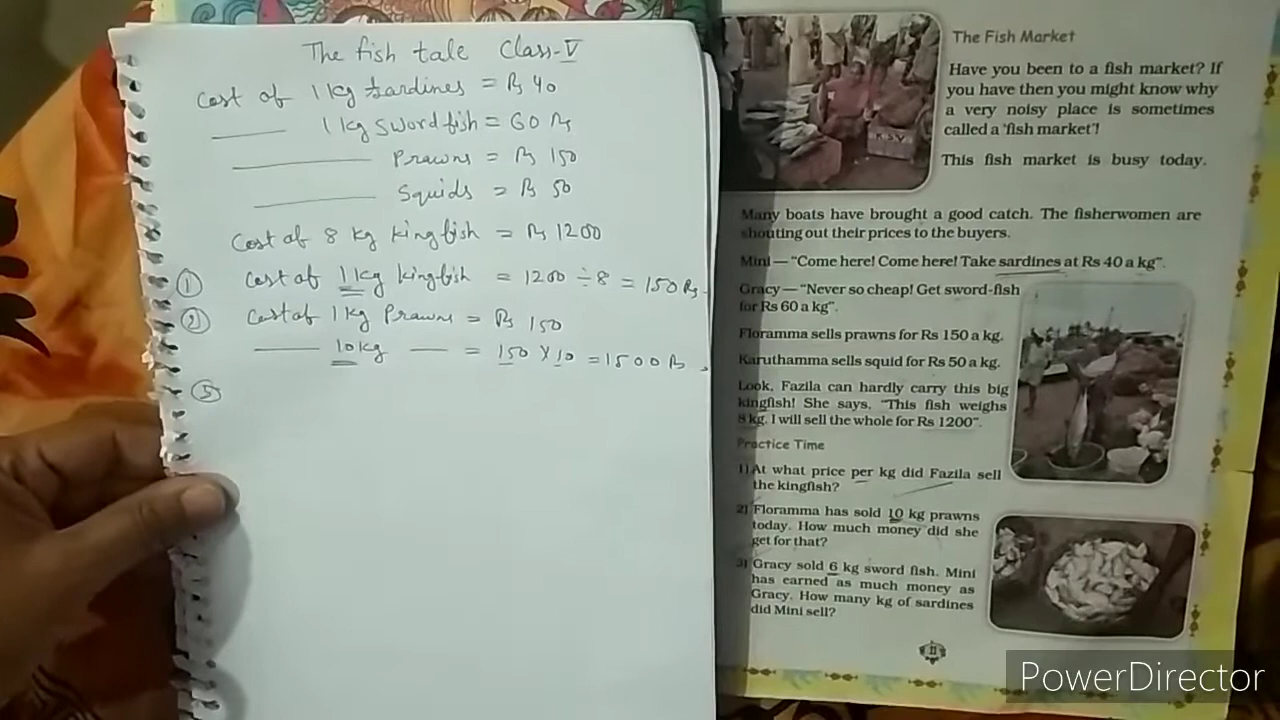 The fish tale Class-V
Cost of 1 kg sardines = Rs 40
1 kg sword fish = 60 Rs
Prawns = Rs 150
Squids = Rs 50
Cost of 8 kg kingfish = Rs 1200
① Cost of 1 kg kingfish = 1200 ÷ 8 = 150 Rs.
② Cost of 1 kg Prawns = Rs 150
10 kg = 150 X 10 = 1500 Rs
③
The Fish Market
Have you been to a fish market? If
you have then you might know why
a very noisy place is sometimes
called a 'fish market'!
This fish market is busy today.
Many boats have brought a good catch. The fisherwomen are
shouting out their prices to the buyers.
Mini — "Come here! Come here! Take sardines at Rs 40 a kg".
Gracy — "Never so cheap! Get sword-fish
for Rs 60 a kg".
Floramma sells prawns for Rs 150 a kg.
Karuthamma sells squid for Rs 50 a kg.
Look, Fazila can hardly carry this big
kingfish! She says, "This fish weighs
8 kg. I will sell the whole for Rs 1200".
Practice Time
1) At what price per kg did Fazila sell
the kingfish?
2) Floramma has sold 10 kg prawns
today. How much money did she
get for that?
3) Gracy sold 6 kg sword fish. Mini
has earned as much money as
Gracy. How many kg of sardines
did Mini sell?
11
PowerDirector